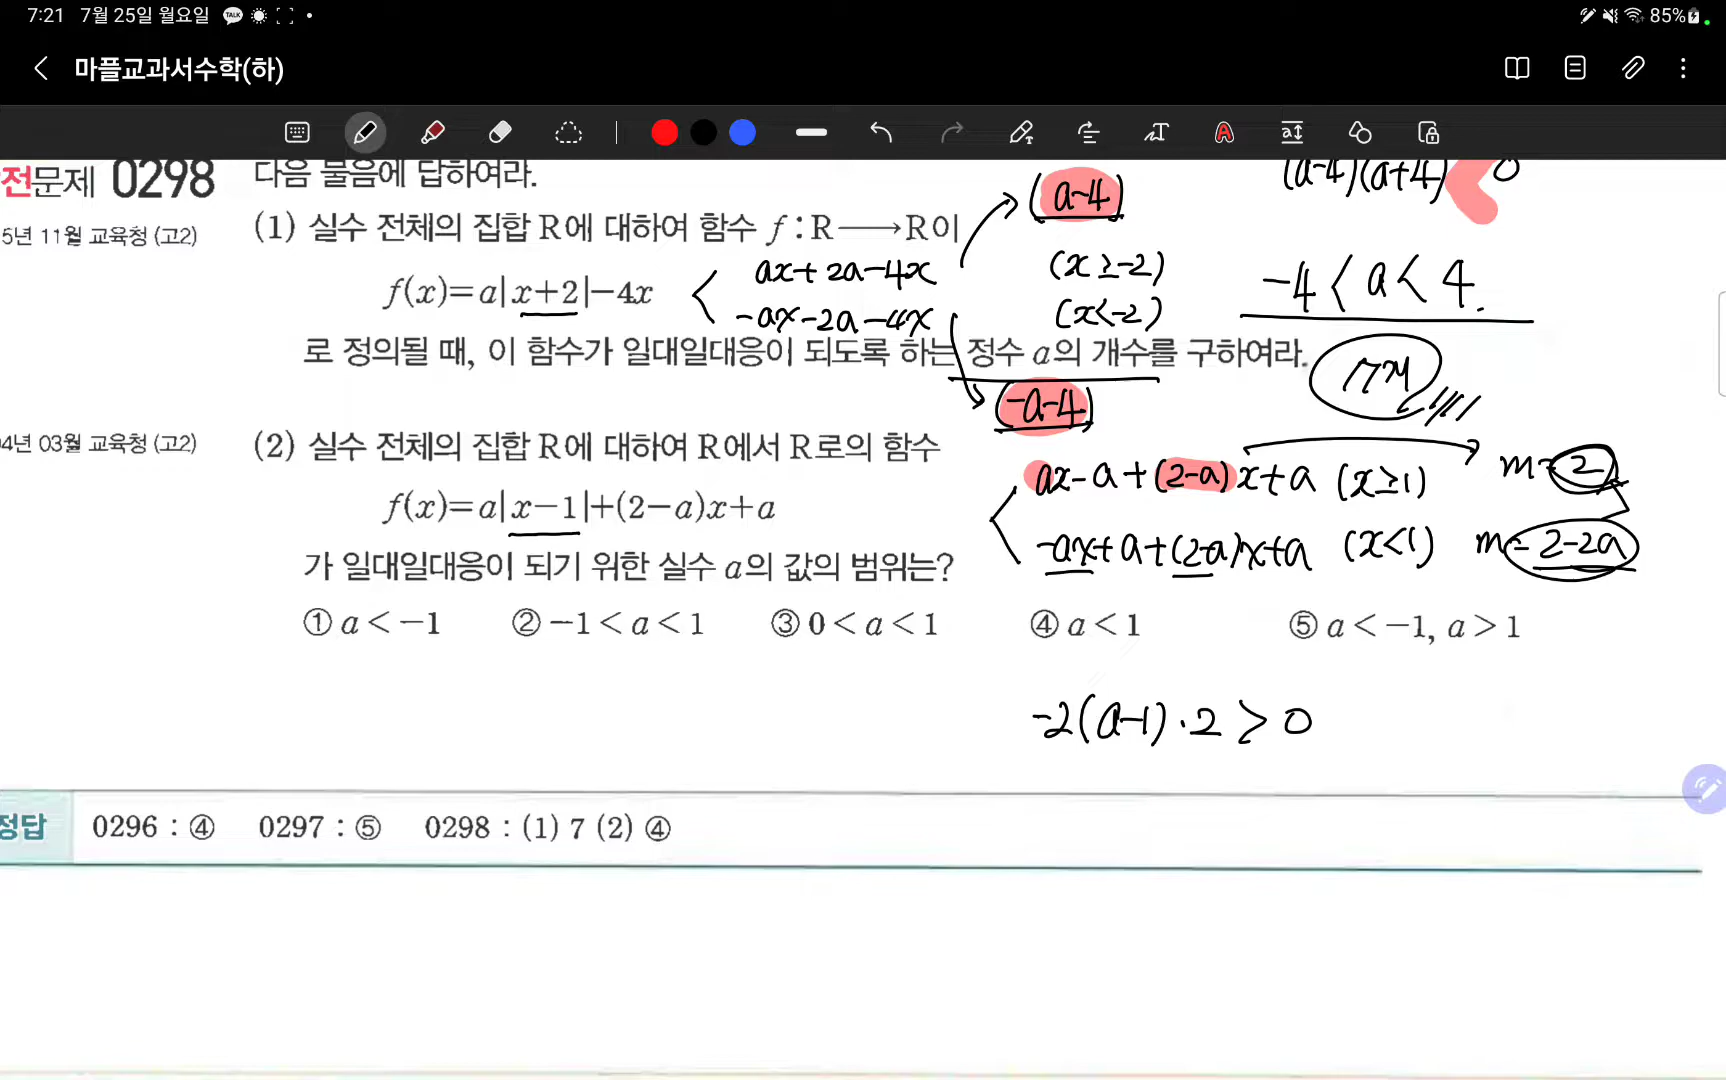 7:21 7월 25일 월요일 TALK 85%
마플교과서수학(하)
전문제 0298 다음 물음에 답하여라.
5년 11월 교육청 (고2)
(1) 실수 전체의 집합 R에 대하여 함수 f : R→R이
f(x)=a|x+2|-4x
로 정의될 때, 이 함수가 일대일대응이 되도록 하는 정수 a의 개수를 구하여라.
ax+2a-4x (x≥-2)
-ax-2a-4x (x<-2)
(a-4)
(-a-4)
(a-4)(a+4)<0
-4<a<4.
7개
4년 03월 교육청 (고2)
(2) 실수 전체의 집합 R에 대하여 R에서 R로의 함수
f(x)=a|x-1|+(2-a)x+a
가 일대일대응이 되기 위한 실수 a의 값의 범위는?
ax-a+(2-a)x+a (x≥1) m=2
-ax+a+(2-a)x+a (x<1) m=2-2a
① a<-1 ② -1<a<1 ③ 0<a<1 ④ a<1 ⑤ a<-1, a>1
-2(a-1)·2>0
정답 0296 : ④ 0297 : ⑤ 0298 : (1) 7 (2) ④